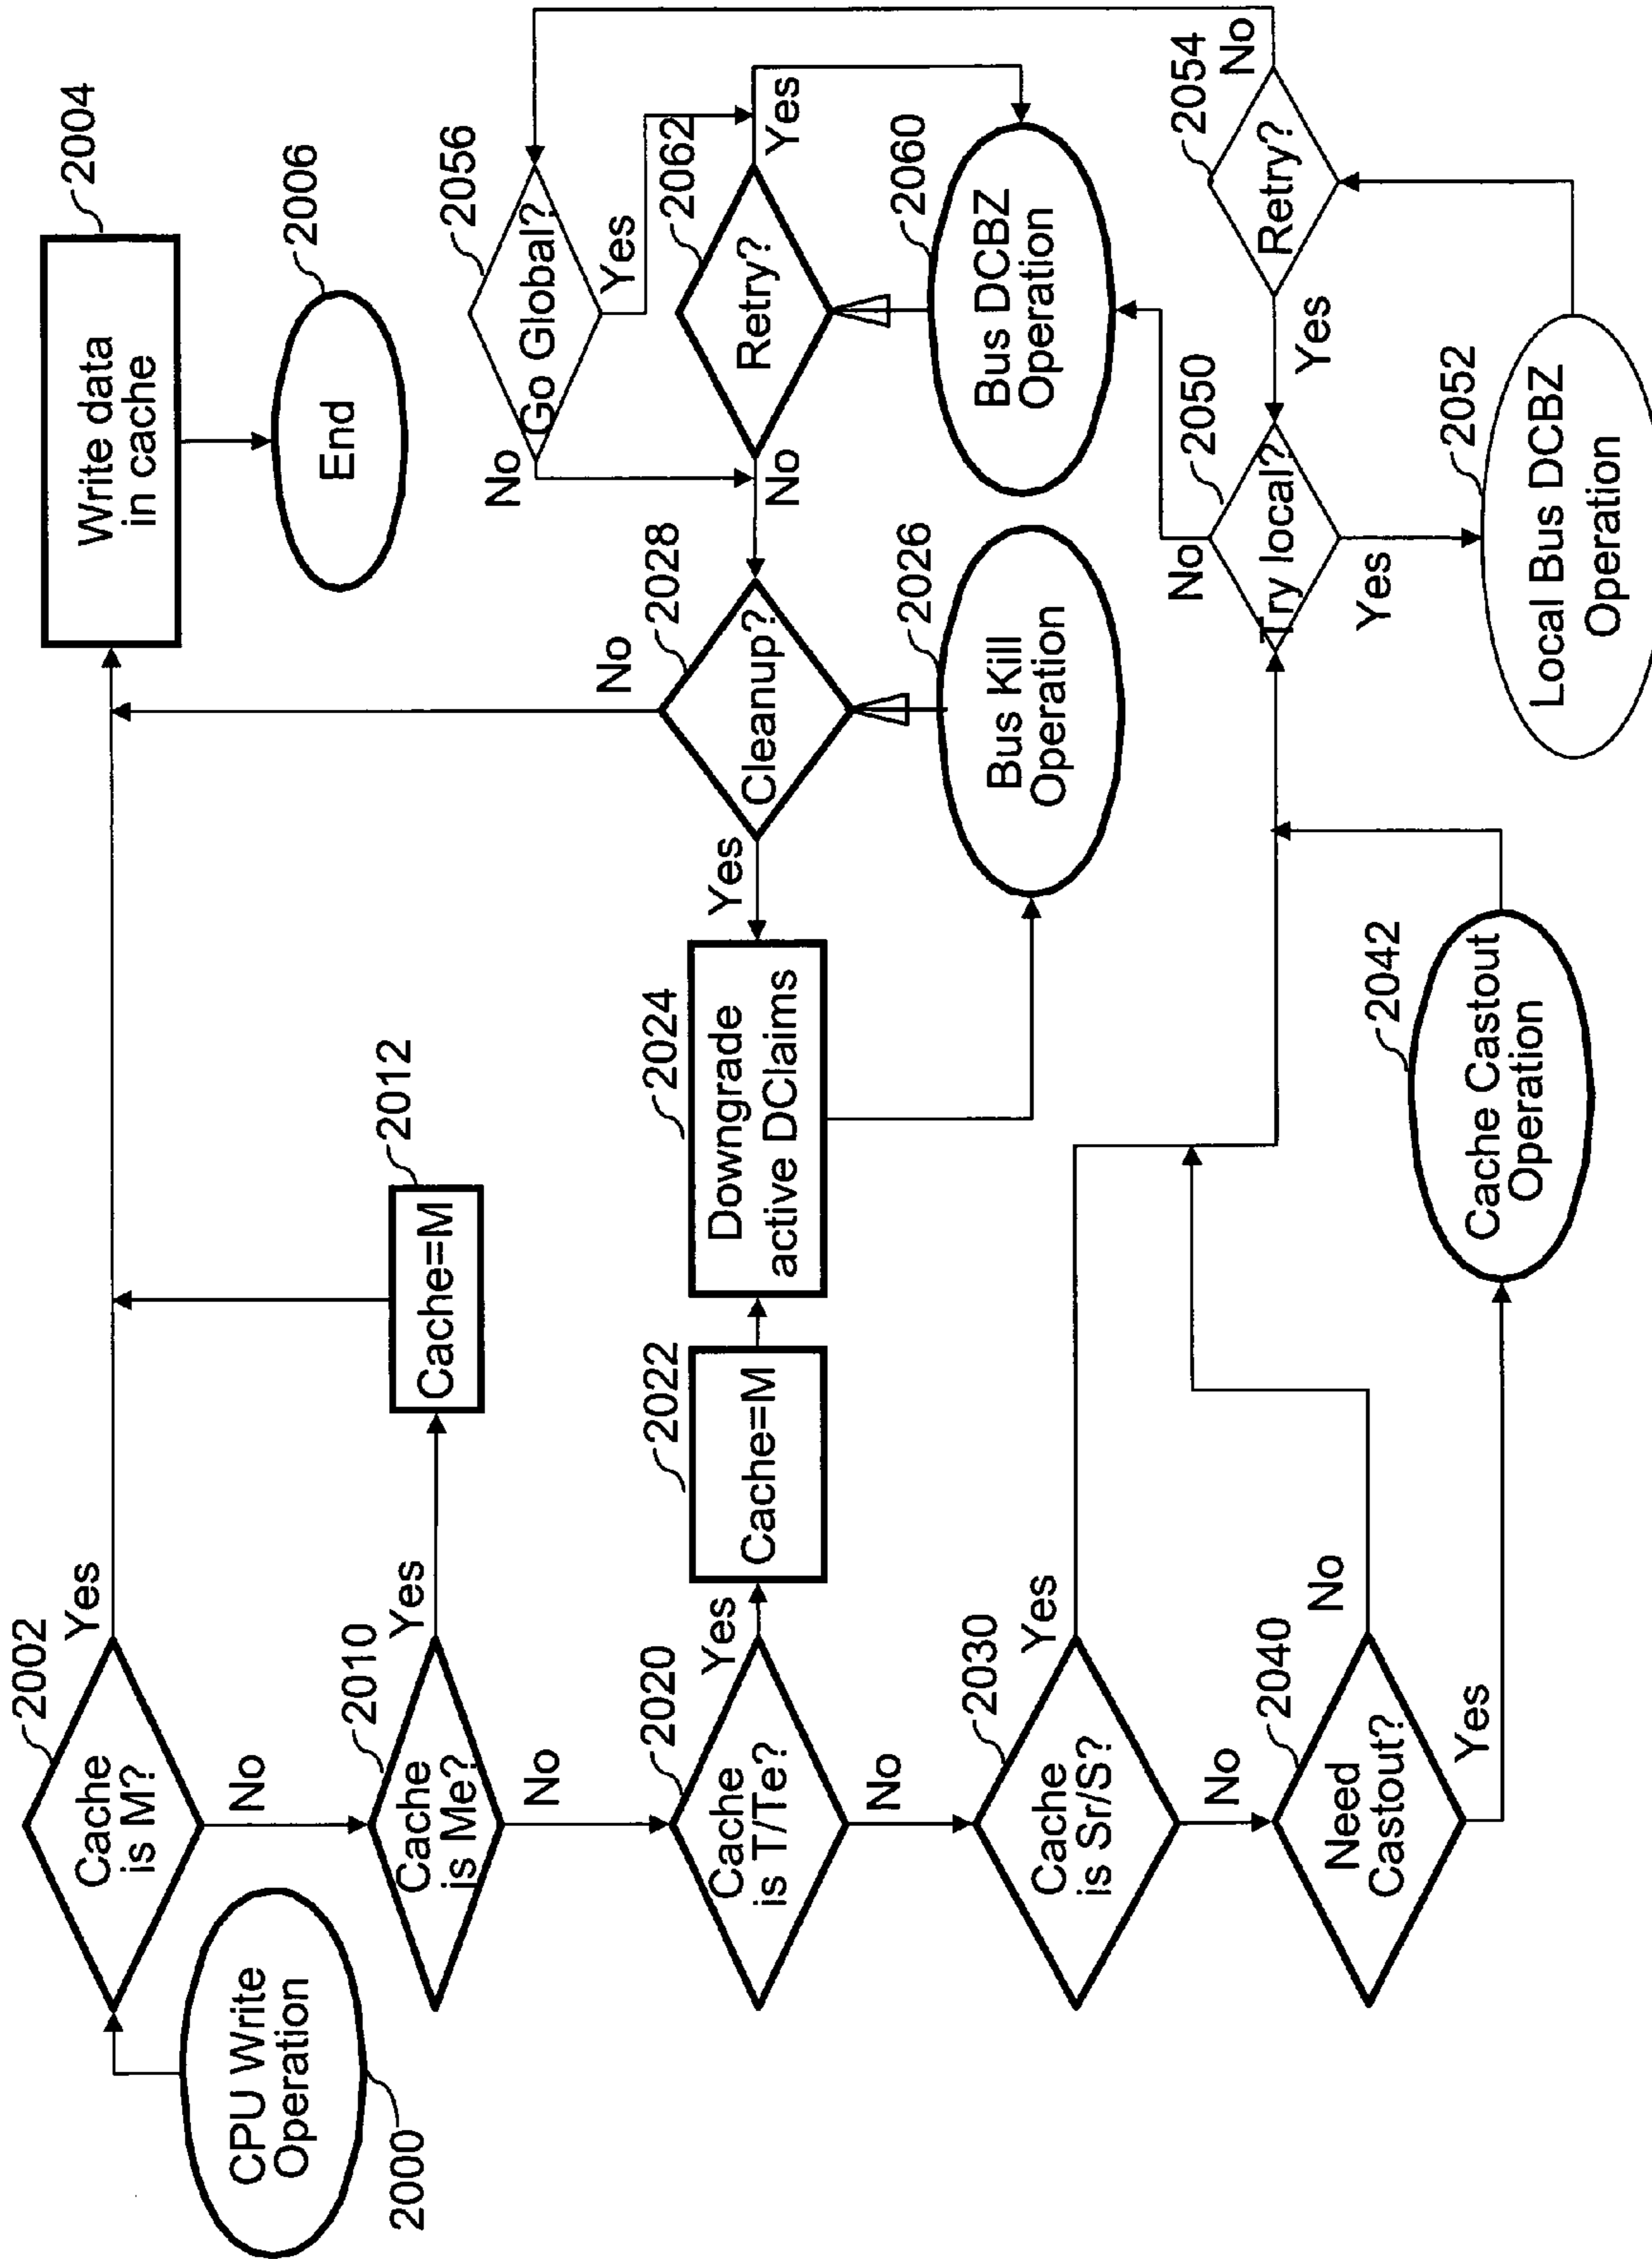 CPU Write
Operation
2000
Cache
is M?
2002
Yes
No
Write data
in cache
2004
End
2006
Cache
is Me?
2010
Yes
No
Cache=M
2012
Cache
is T/Te?
2020
Yes
No
Cache=M
2022
Downgrade
active DClaims
2024
Bus Kill
Operation
2026
Cleanup?
2028
Yes
No
Cache
is Sr/S?
2030
Yes
No
Need
Castout?
2040
No
Yes
Cache Castout
Operation
2042
Try local?
2050
No
Yes
Local Bus DCBZ
Operation
2052
Retry?
2054
Yes
No
Go Global?
2056
No
Yes
Retry?
2062
No
Yes
Bus DCBZ
Operation
2060